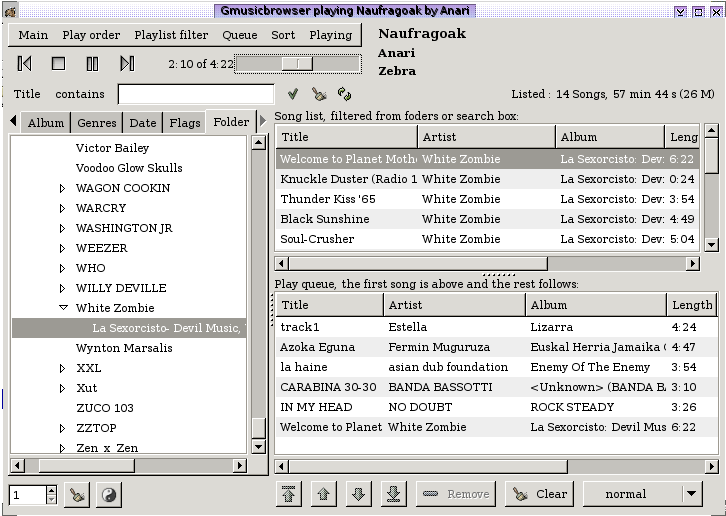 Gmusicbrowser playing Naufragoak by Anari
Main Play order Playlist filter Queue Sort Playing
Naufragoak
Anari
Zebra
2:10 of 4:22
Title contains
Listed : 14 Songs, 57 min 44 s (26 M)
Album Genres Date Flags Folder
Victor Bailey
Voodoo Glow Skulls
WAGON COOKIN
WARCRY
WASHINGTON JR
WEEZER
WHO
WILLY DEVILLE
White Zombie
La Sexorcisto- Devil Music,
Wynton Marsalis
XXL
Xut
ZUCO 103
ZZTOP
Zen x Zen
1
Song list, filtered from foders or search box:
Title Artist Album Leng
Welcome to Planet Moth White Zombie La Sexorcisto: Dev: 6:22
Knuckle Duster (Radio 1 White Zombie La Sexorcisto: Dev: 0:24
Thunder Kiss '65 White Zombie La Sexorcisto: Dev: 3:54
Black Sunshine White Zombie La Sexorcisto: Dev: 4:49
Soul-Crusher White Zombie La Sexorcisto: Dev: 5:04
Play queue, the first song is above and the rest follows:
Title Artist Album Length
track1 Estella Lizarra 4:24
Azoka Eguna Fermin Muguruza Euskal Herria Jamaika ( 4:47
la haine asian dub foundation Enemy Of The Enemy 3:54
CARABINA 30-30 BANDA BASSOTTI <Unknown> (BANDA BA 3:10
IN MY HEAD NO DOUBT ROCK STEADY 3:26
Welcome to Planet White Zombie La Sexorcisto: Devil Mus 6:22
Remove Clear normal